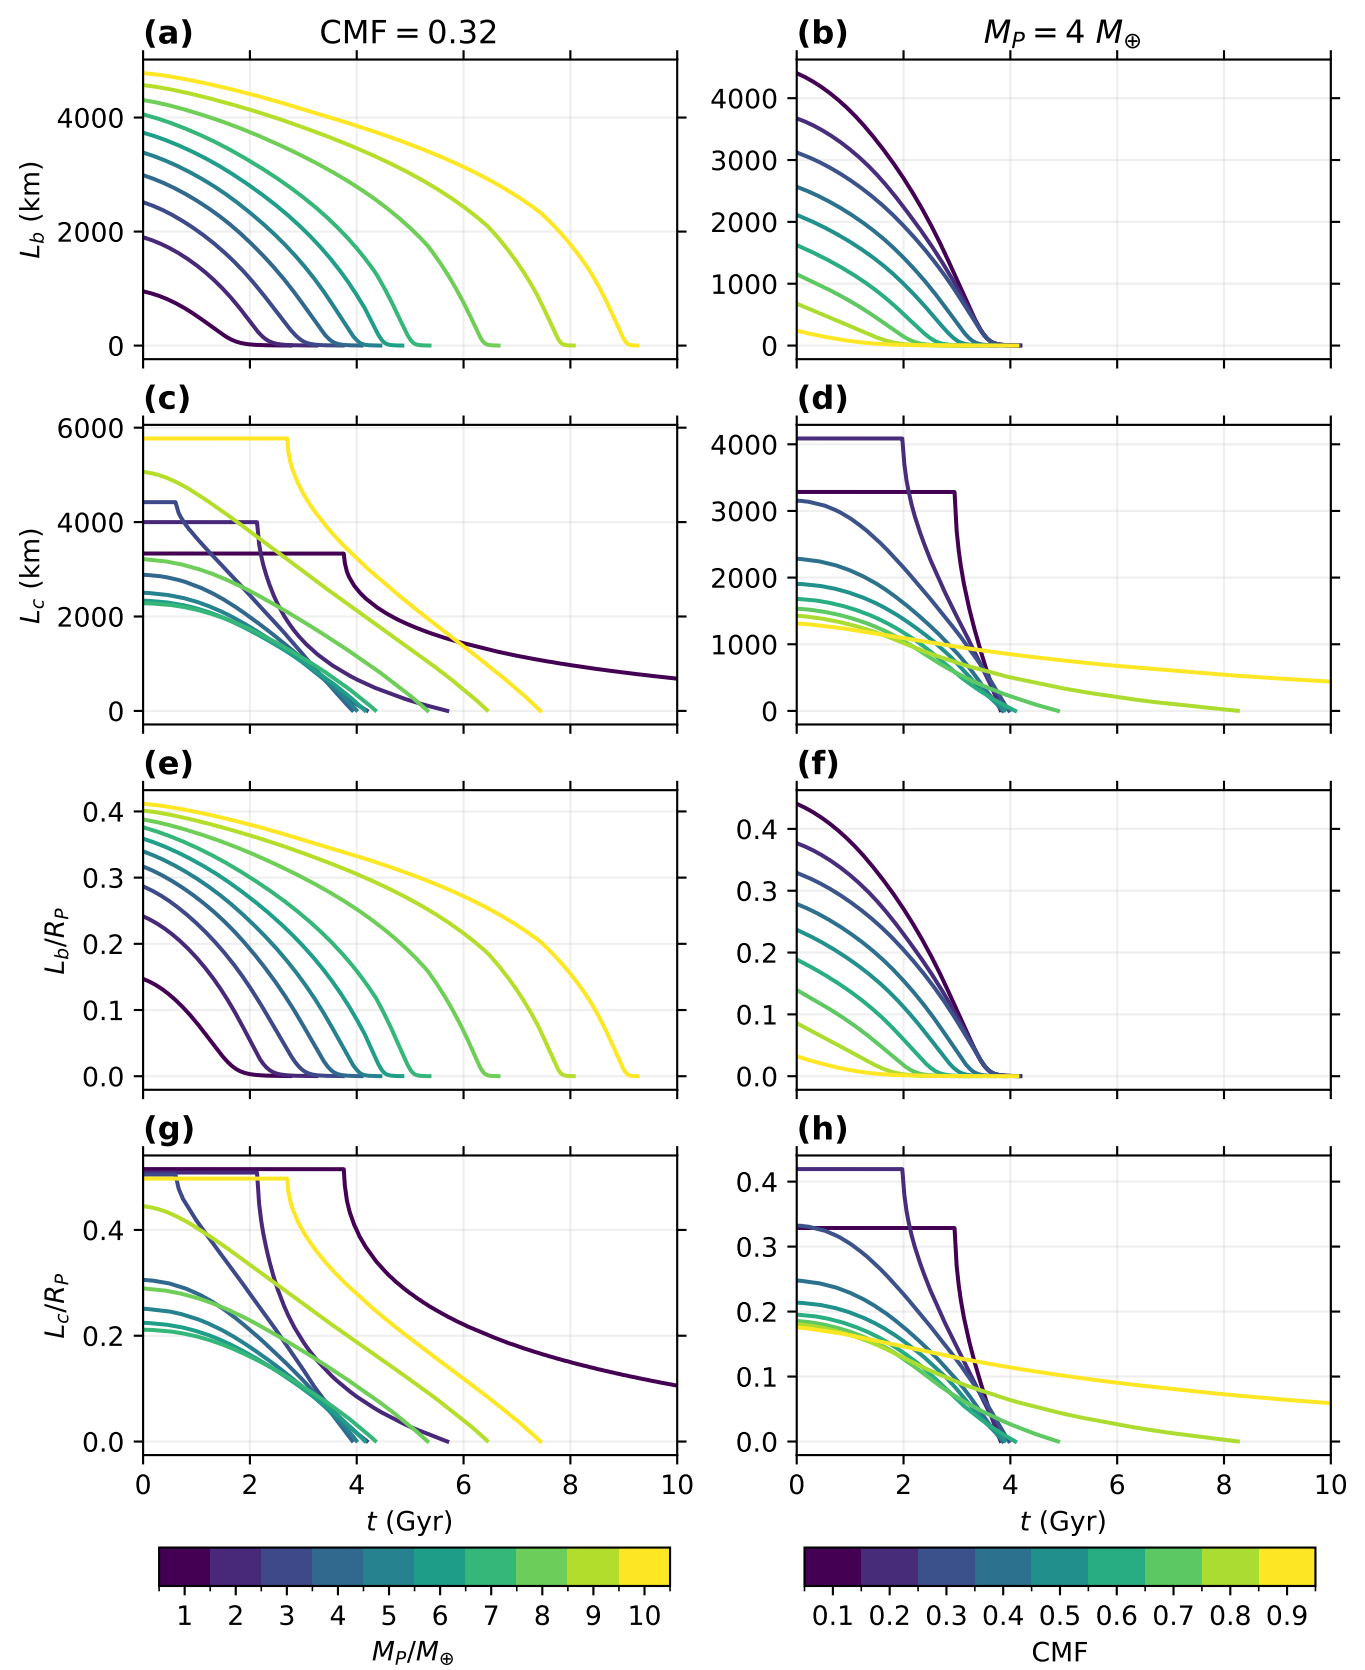 (a) CMF = 0.32
(b) M_P = 4 M_⊕
4000
2000
0
L_b (km)
4000
3000
2000
1000
0
(c)
(d)
6000
4000
2000
0
L_c (km)
4000
3000
2000
1000
0
(e)
(f)
0.4
0.3
0.2
0.1
0.0
L_b/R_P
0.4
0.3
0.2
0.1
0.0
(g)
(h)
0.4
0.2
0.0
L_c/R_P
0.4
0.3
0.2
0.1
0.0
0 2 4 6 8 10
0 2 4 6 8 10
t (Gyr)
t (Gyr)
1 2 3 4 5 6 7 8 9 10
0.1 0.2 0.3 0.4 0.5 0.6 0.7 0.8 0.9
M_P/M_⊕
CMF